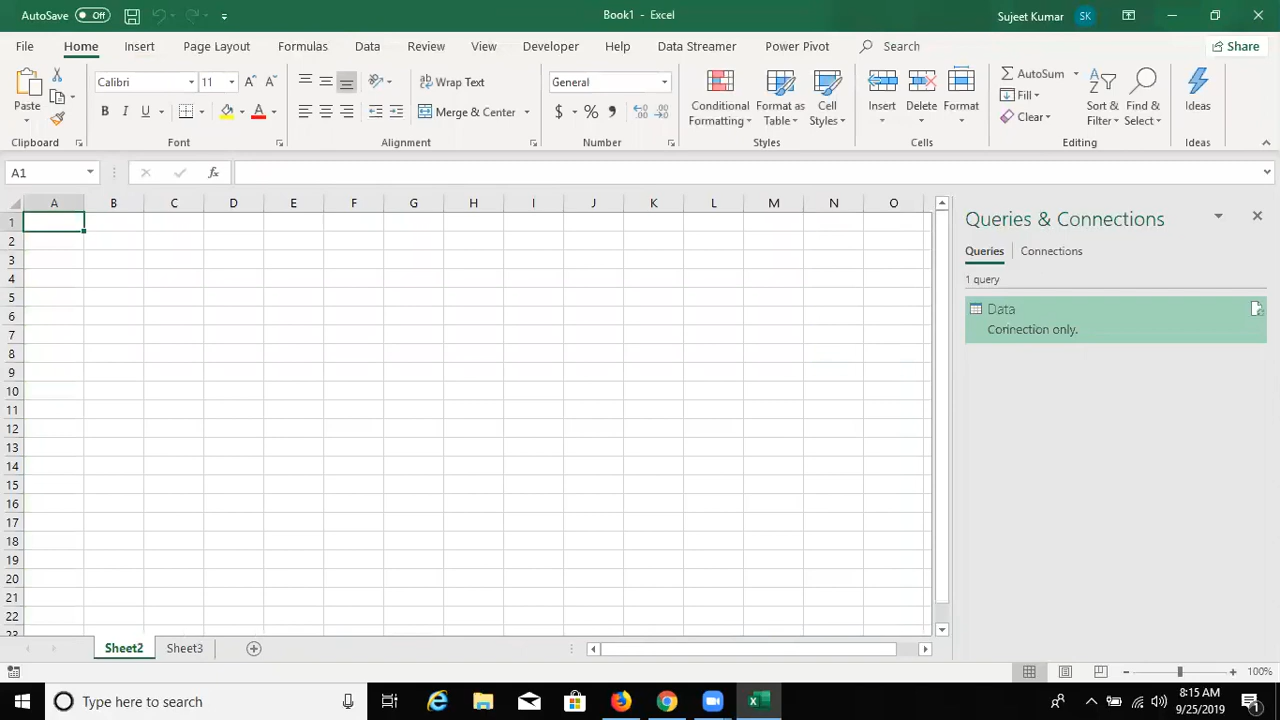 AutoSave Off Book1 - Excel Sujeet Kumar SK
File Home Insert Page Layout Formulas Data Review View Developer Help Data Streamer Power Pivot Search Share
Paste Calibri 11 Wrap Text General Conditional Formatting Format as Table Cell Styles Insert Delete Format AutoSum Sort & Filter Find & Select Ideas
B I U Merge & Center $ % Fill
Clear
Clipboard Font Alignment Number Styles Cells Editing Ideas
A1 fx
A B C D E F G H I J K L M N O
1
2
3
4
5
6
7
8
9
10
11
12
13
14
15
16
17
18
19
20
21
22
23
Queries & Connections
Queries Connections
1 query
Data
Connection only.
Sheet2 Sheet3
100%
Type here to search 8:15 AM
9/25/2019 1